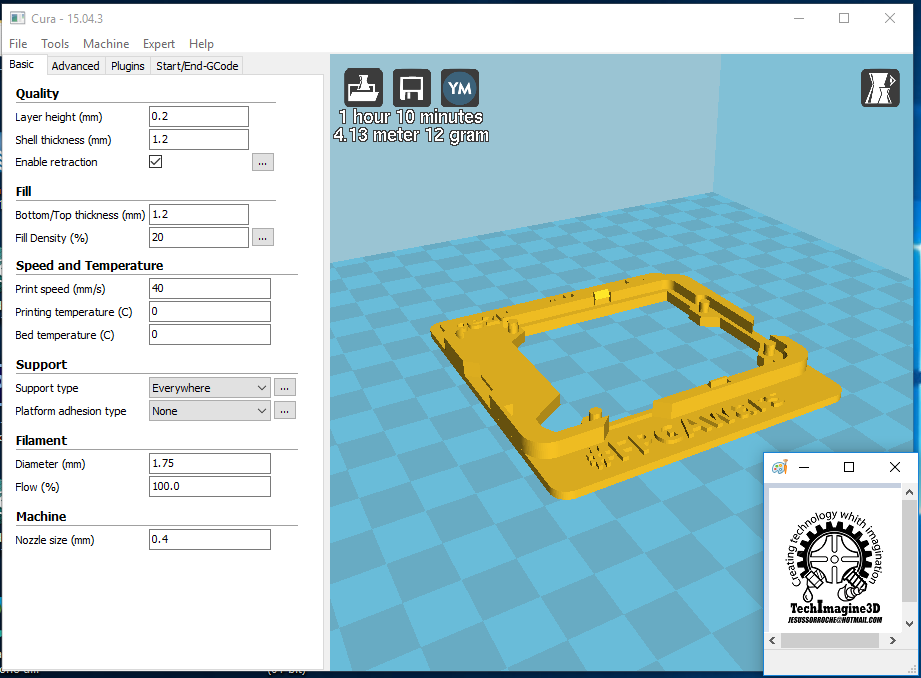 Cura - 15.04.3
File Tools Machine Expert Help
Basic Advanced Plugins Start/End-GCode
Quality
Layer height (mm) 0.2
Shell thickness (mm) 1.2
Enable retraction ...
Fill
Bottom/Top thickness (mm) 1.2
Fill Density (%) 20 ...
Speed and Temperature
Print speed (mm/s) 40
Printing temperature (C) 0
Bed temperature (C) 0
Support
Support type Everywhere ...
Platform adhesion type None ...
Filament
Diameter (mm) 1.75
Flow (%) 100.0
Machine
Nozzle size (mm) 0.4
YM
1 hour 10 minutes
4.13 meter 12 gram
Creating technology whith imagination
TechImagine3D
JESUSSORROCHE@HOTMAIL.COM